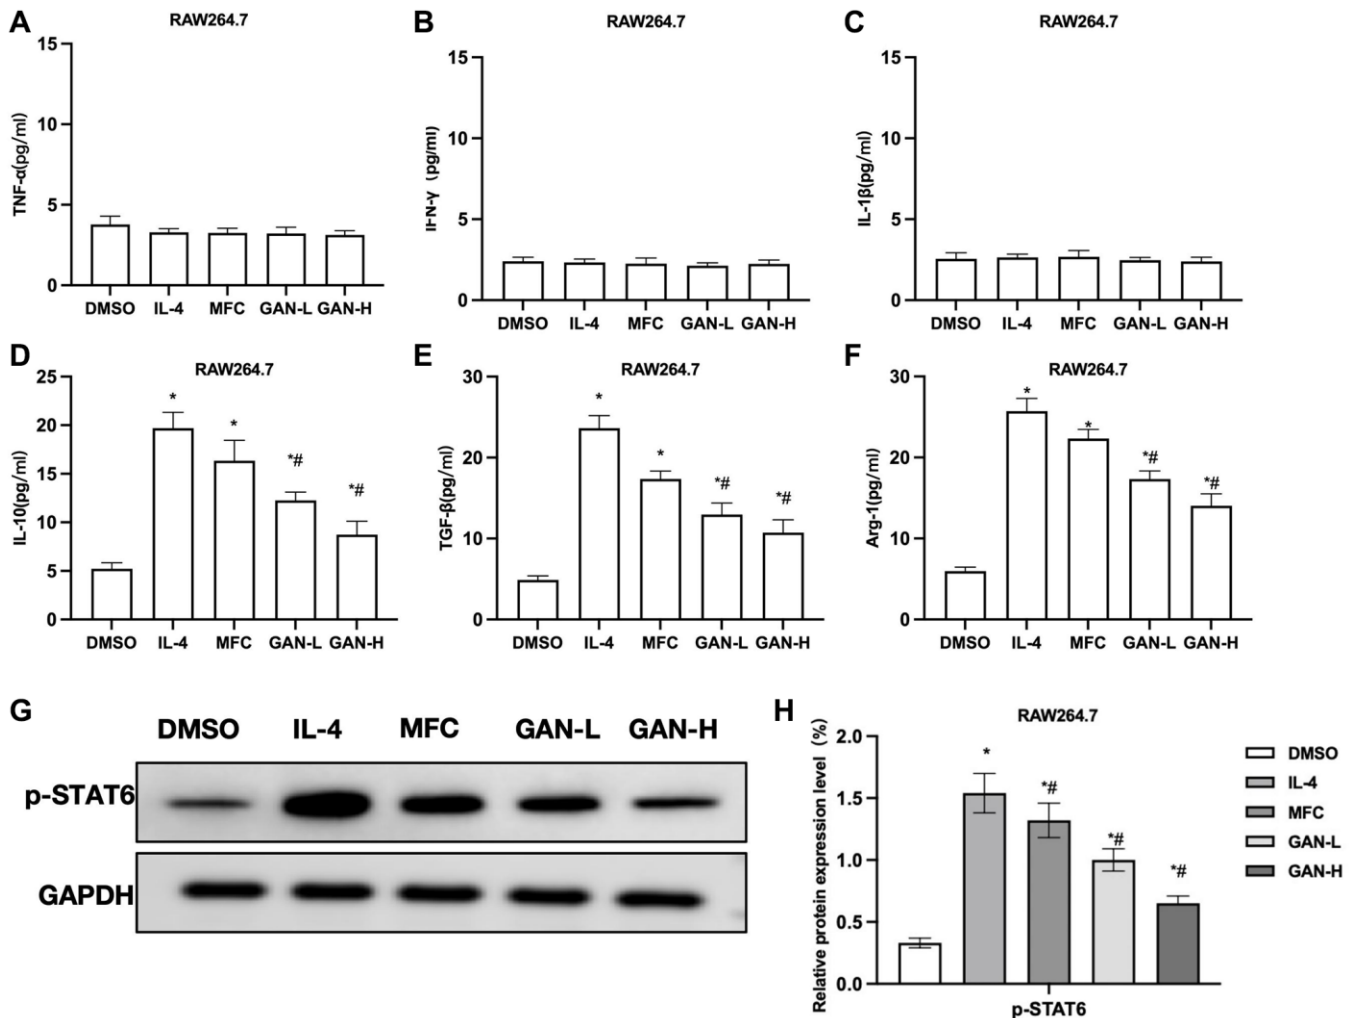 A
RAW264.7
TNF-α(pg/ml)
15
10
5
0
DMSO IL-4 MFC GAN-L GAN-H
B
RAW264.7
IFN-γ (pg/ml)
15
10
5
0
DMSO IL-4 MFC GAN-L GAN-H
C
RAW264.7
IL-1β(pg/ml)
15
10
5
0
DMSO IL-4 MFC GAN-L GAN-H
D
RAW264.7
IL-10(pg/ml)
25
20
15
10
5
0
* * *# *#
DMSO IL-4 MFC GAN-L GAN-H
E
RAW264.7
TGF-β(pg/ml)
30
20
10
0
* * *# *#
DMSO IL-4 MFC GAN-L GAN-H
F
RAW264.7
Arg-1(pg/ml)
30
20
10
0
* * *# *#
DMSO IL-4 MFC GAN-L GAN-H
G
DMSO IL-4 MFC GAN-L GAN-H
p-STAT6
GAPDH
H
RAW264.7
Relative protein expression level (%)
2.0
1.5
1.0
0.5
0.0
* *# *# *#
p-STAT6
DMSO
IL-4
MFC
GAN-L
GAN-H